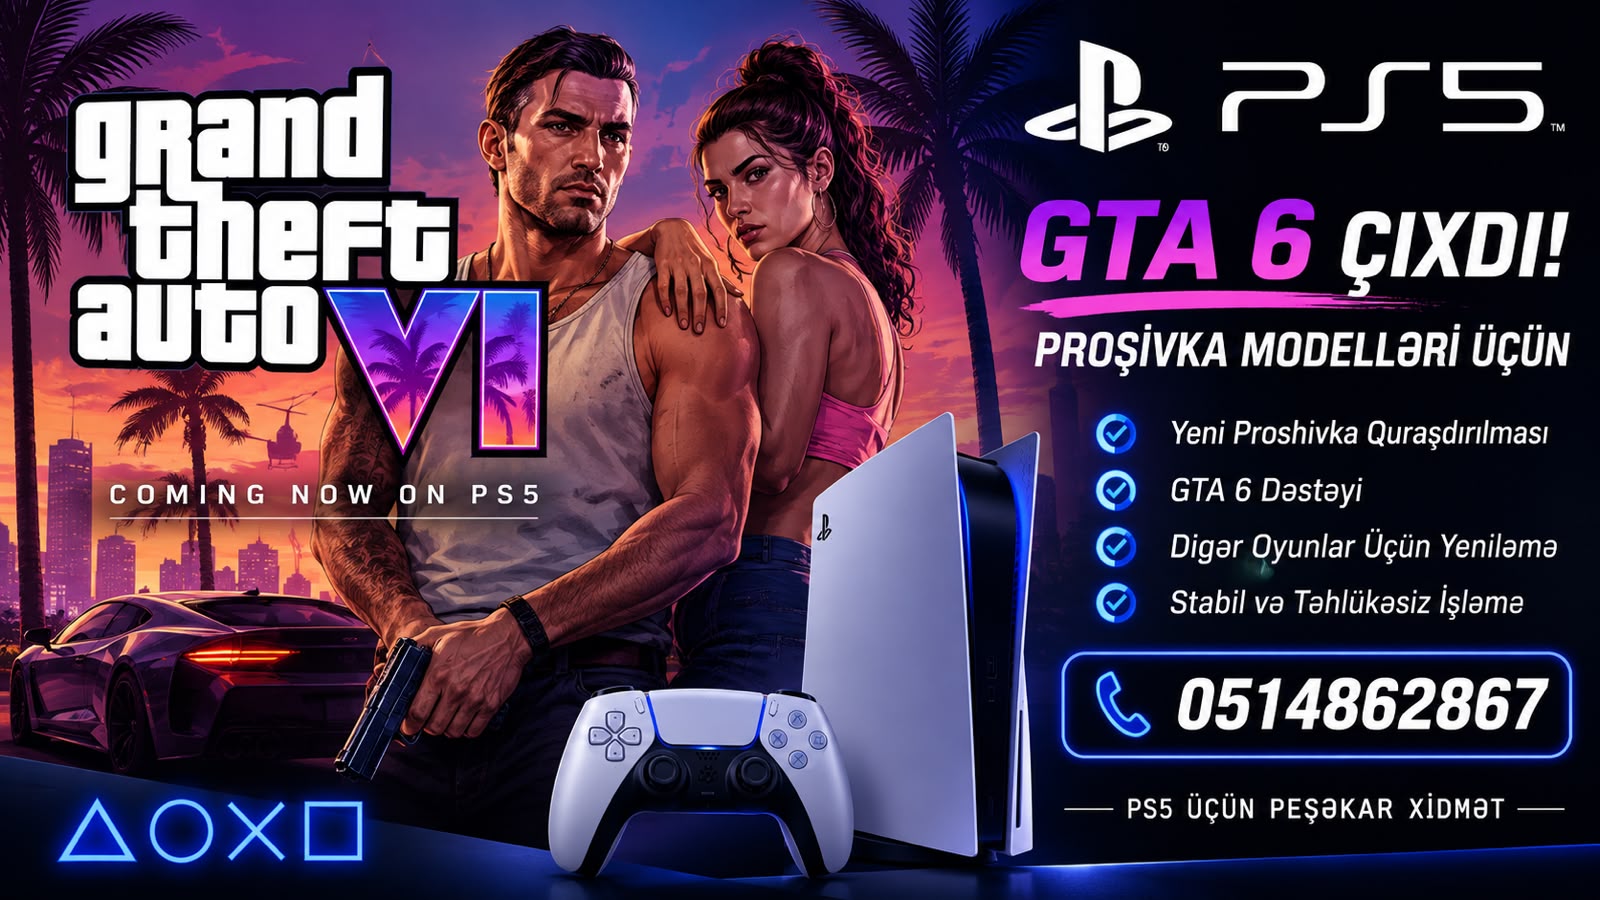 grand
theft
auto
VI
COMING NOW ON PS5
PS5
TM
GTA 6 ÇIXDI!
PROŞİVKA MODELLƏRİ ÜÇÜN
Yeni Proshivka Quraşdırılması
GTA 6 Dəstəyi
Digər Oyunlar Üçün Yeniləmə
Stabil və Təhlükəsiz İşləmə
0514862867
PS5 ÜÇÜN PEŞƏKAR XİDMƏT